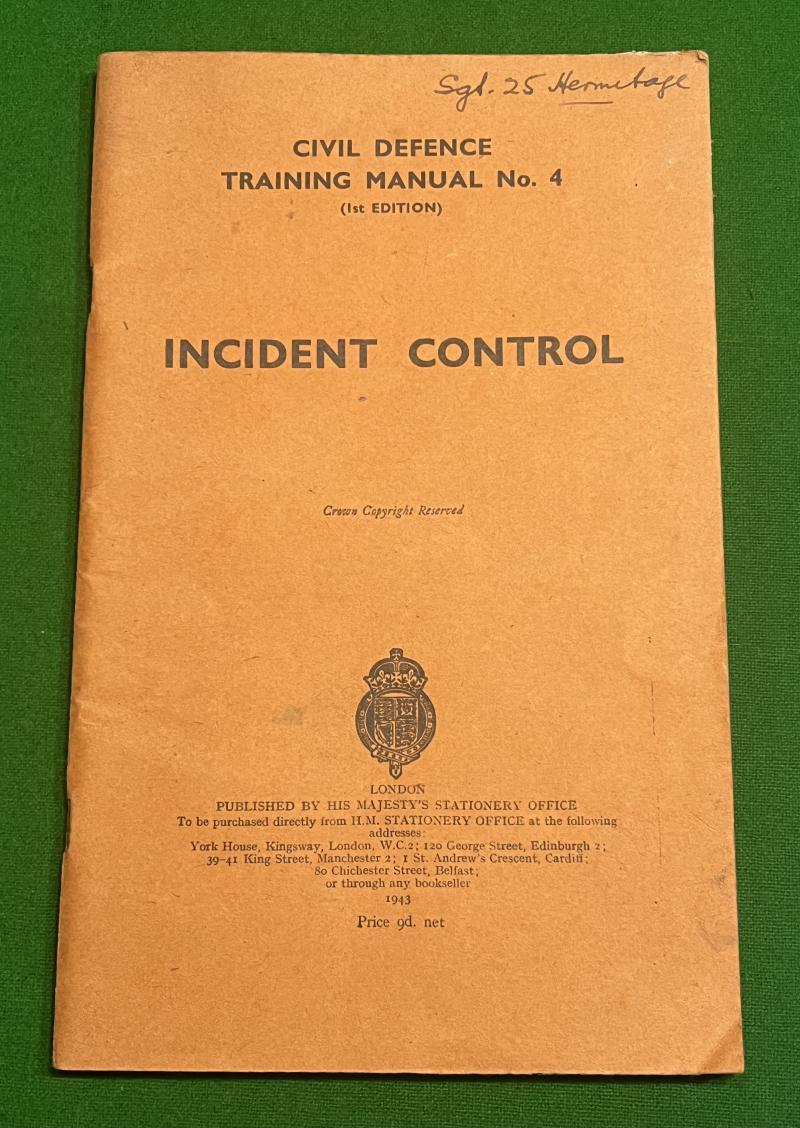 Sgt. 25 Hermitage
CIVIL DEFENCE
TRAINING MANUAL No. 4
(1st EDITION)
INCIDENT CONTROL
Crown Copyright Reserved
LONDON
PUBLISHED BY HIS MAJESTY'S STATIONERY OFFICE
To be purchased directly from H.M. STATIONERY OFFICE at the following
addresses:
York House, Kingsway, London, W.C.2; 120 George Street, Edinburgh 2;
39-41 King Street, Manchester 2; 1 St. Andrew's Crescent, Cardiff;
80 Chichester Street, Belfast;
or through any bookseller
1943
Price 9d. net